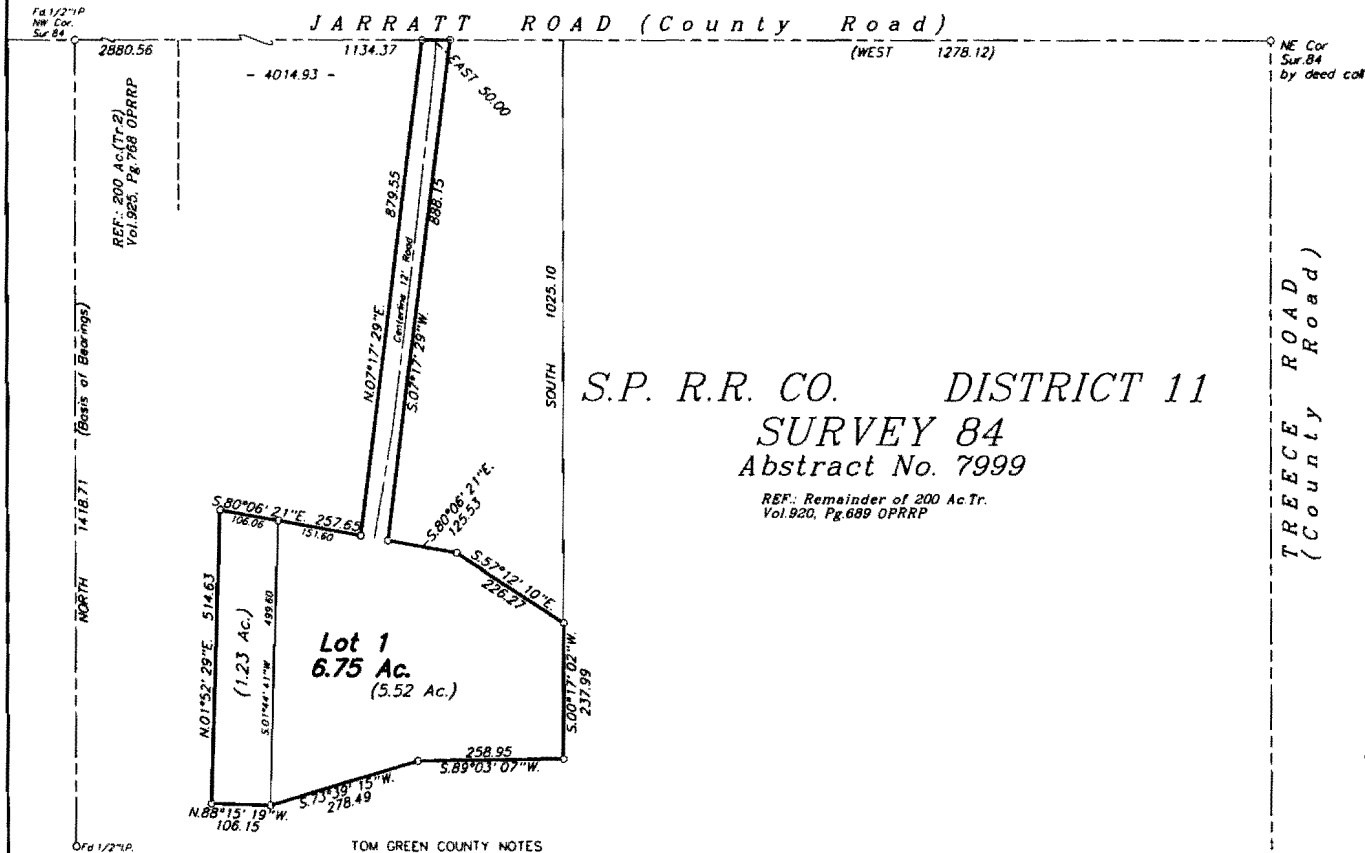 Fd.1/2"IP
NW Cor.
Sur 84
JARRATT ROAD (County Road)
2880.56
1134.37
(WEST 1278.12)
NE Cor
Sur.84
by deed call
- 4014.93 -
EAST 50.00
REF.: 200 Ac.(Tr.2)
Vol.925, Pg.768 OPRRP
879.55
888.15
Centerline 12' Road
N.07°17'29"E.
S.07°17'29"W.
SOUTH 1025.10
NORTH 1418.71 (Basis of Bearings)
S.P. R.R. CO. DISTRICT 11
SURVEY 84
Abstract No. 7999
REF.: Remainder of 200 Ac.Tr.
Vol.920, Pg.689 OPRRP
TREECE ROAD
(County Road)
S.80°06'21"E. 257.65
106.06
151.60
S.80°06'21"E.
125.53
S.57°12'10"E.
226.27
N.01°52'29"E. 514.63
(1.23 Ac.)
S.01°44'41"W 499.60
Lot 1
6.75 Ac.
(5.52 Ac.)
S.00°17'02"W.
237.99
258.95
S.89°03'07"W.
S.73°39'15"W.
278.49
N.88°15'19"W.
106.15
Fd 1/2"I.P.
TOM GREEN COUNTY NOTES